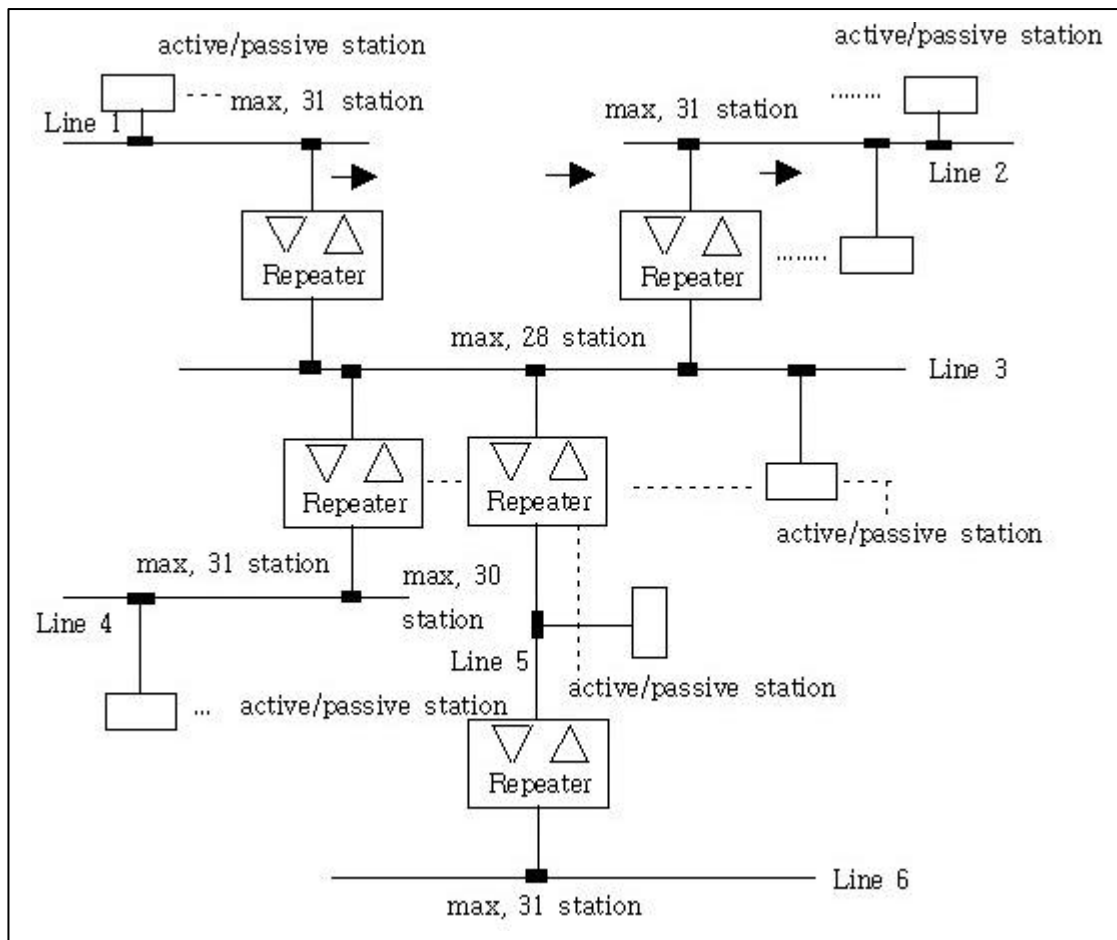 active/passive station
active/passive station
max, 31 station
max, 31 station
Line 1
Line 2
Repeater
Repeater
max, 28 station
Line 3
Repeater
Repeater
active/passive station
max, 31 station
max, 30
station
Line 4
Line 5
active/passive station
active/passive station
Repeater
Line 6
max, 31 station